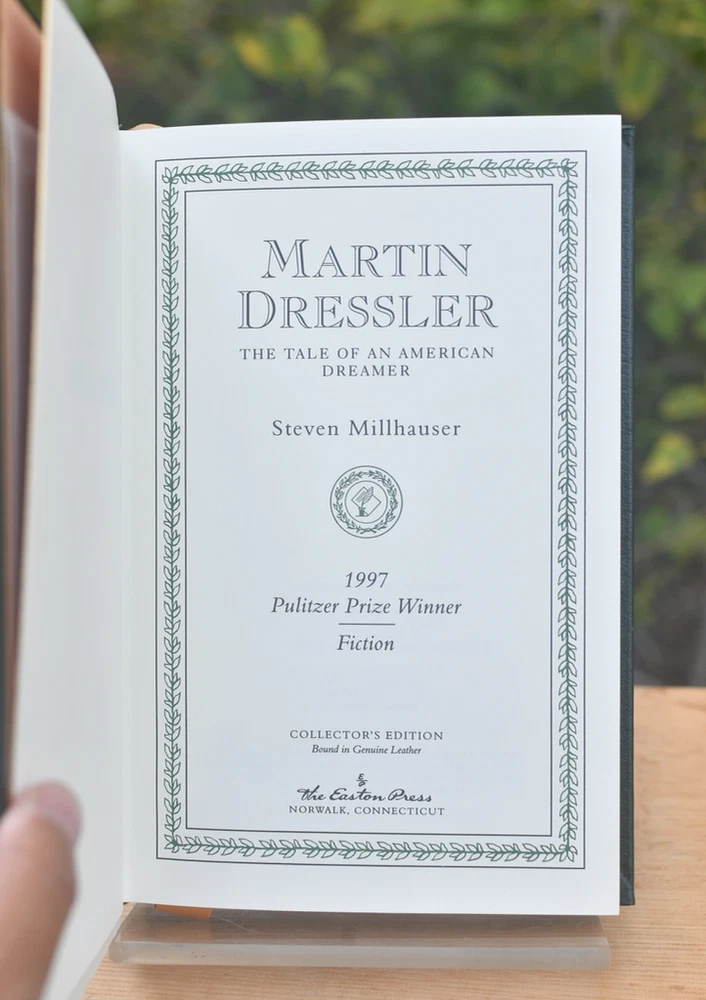 MARTIN
DRESSLER
THE TALE OF AN AMERICAN
DREAMER
Steven Millhauser
1997
Pulitzer Prize Winner
Fiction
COLLECTOR'S EDITION
Bound in Genuine Leather
The Easton Press
NORWALK, CONNECTICUT